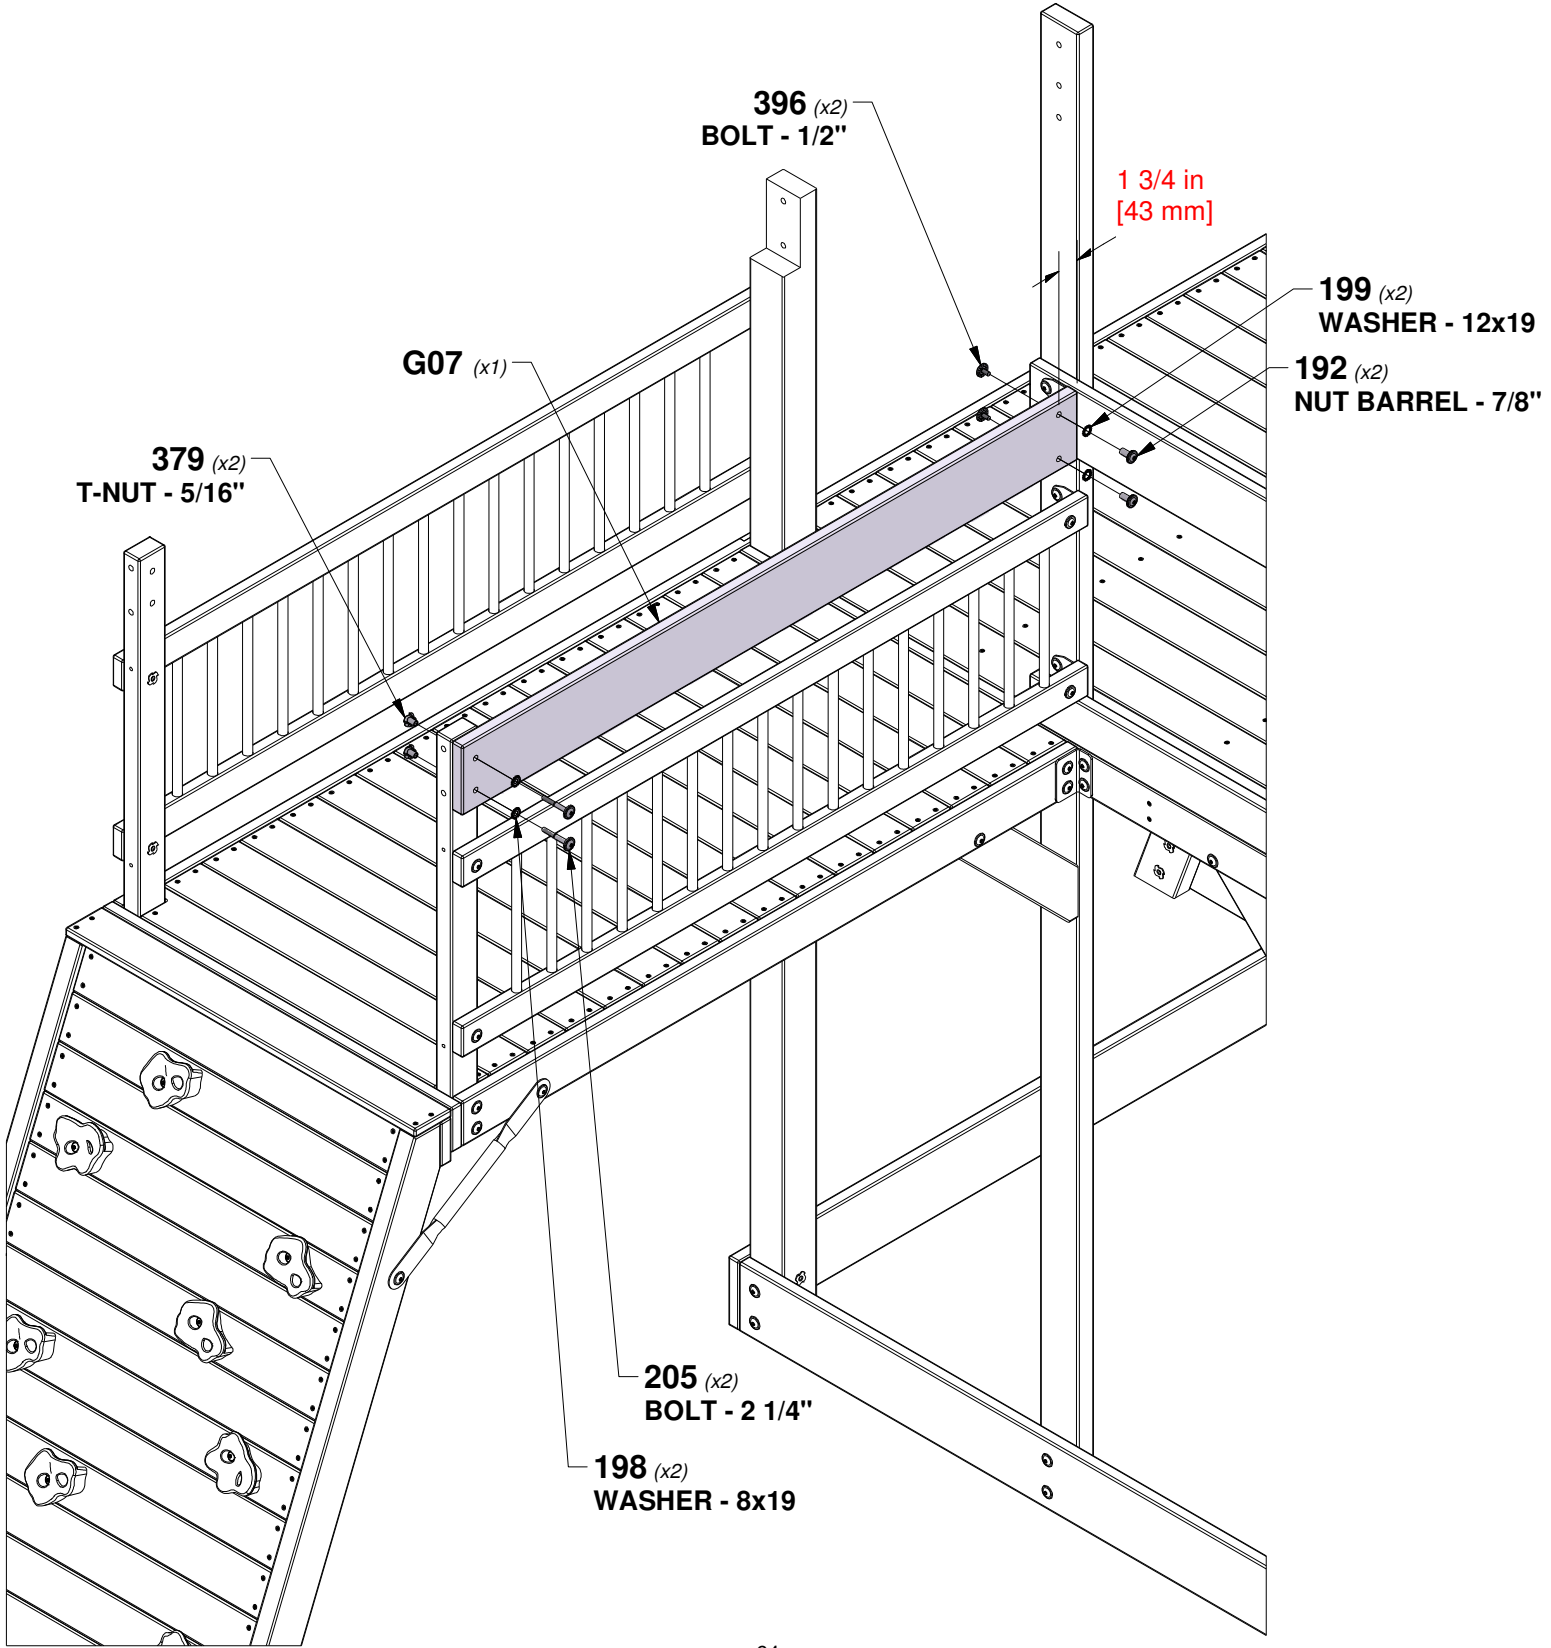 396 (x2)
BOLT - 1/2"
1 3/4 in
[43 mm]
199 (x2)
WASHER - 12x19
G07 (x1)
192 (x2)
NUT BARREL - 7/8"
379 (x2)
T-NUT - 5/16"
205 (x2)
BOLT - 2 1/4"
198 (x2)
WASHER - 8x19